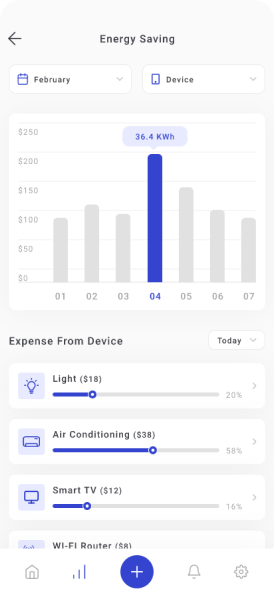 Energy Saving
February
Device
$250
36.4 KWh
$200
$150
$100
$50
$0
01 02 03 04 05 06 07
Expense From Device
Today
Light ($18)
20%
Air Conditioning ($38)
58%
Smart TV ($12)
16%
WI-FI Router ($8)